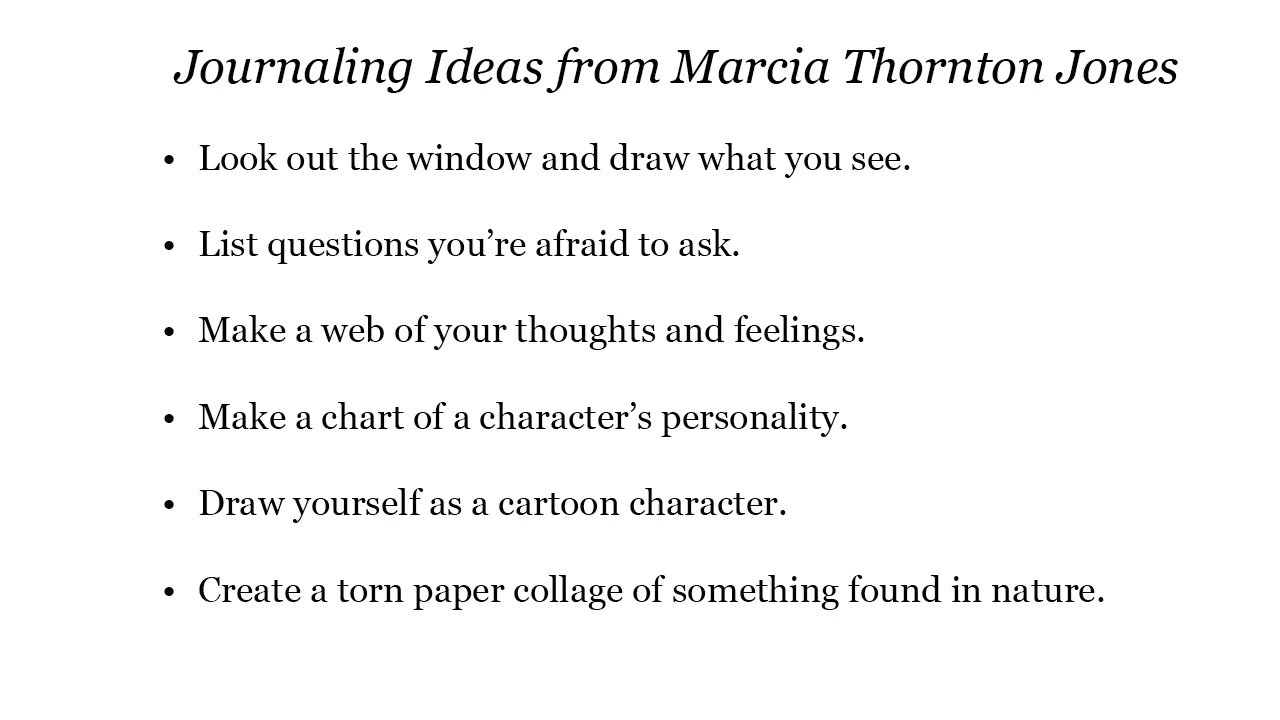 Journaling Ideas from Marcia Thornton Jones
• Look out the window and draw what you see.
• List questions you’re afraid to ask.
• Make a web of your thoughts and feelings.
• Make a chart of a character’s personality.
• Draw yourself as a cartoon character.
• Create a torn paper collage of something found in nature.